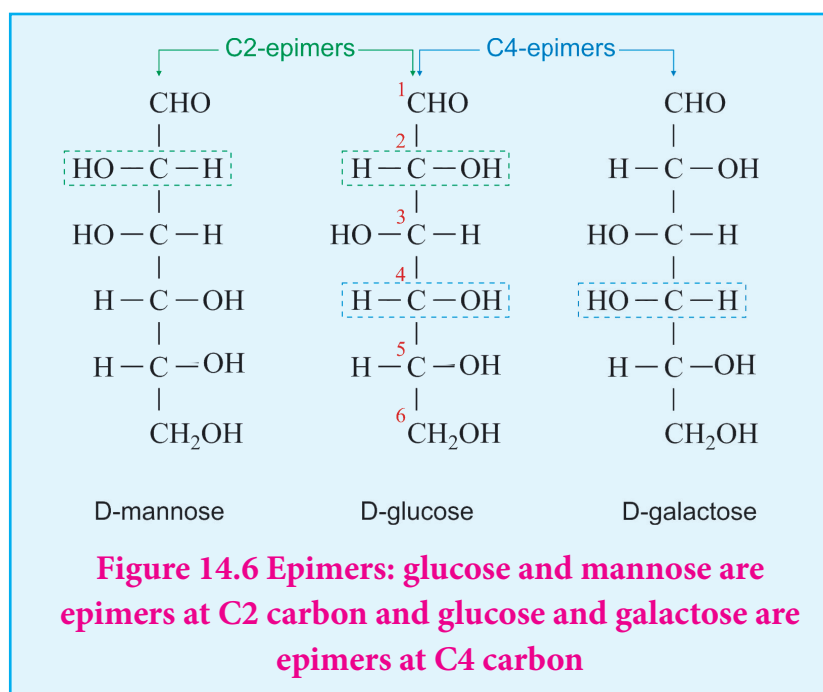 C2-epimers C4-epimers
CHO 1CHO CHO
2
HO—C—H H—C—OH H—C—OH
3
HO—C—H HO—C—H HO—C—H
4
H—C—OH H—C—OH HO—C—H
5
H—C—OH H—C—OH H—C—OH
6
CH₂OH CH₂OH CH₂OH
D-mannose D-glucose D-galactose
Figure 14.6 Epimers: glucose and mannose are
epimers at C2 carbon and glucose and galactose are
epimers at C4 carbon